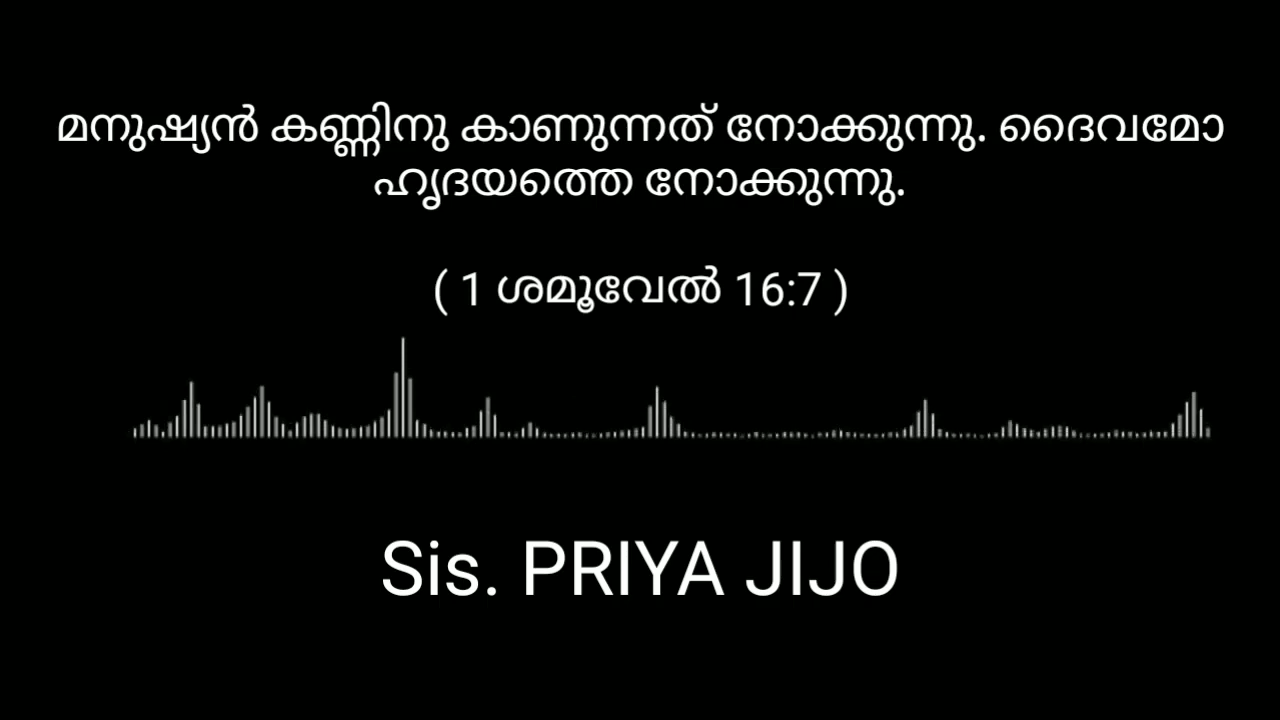 മനുഷ്യൻ കണ്ണിനു കാണുന്നത് നോക്കുന്നു. ദൈവമോ
ഹൃദയത്തെ നോക്കുന്നു.
( 1 ശമൂവേൽ 16:7 )
Sis. PRIYA JIJO